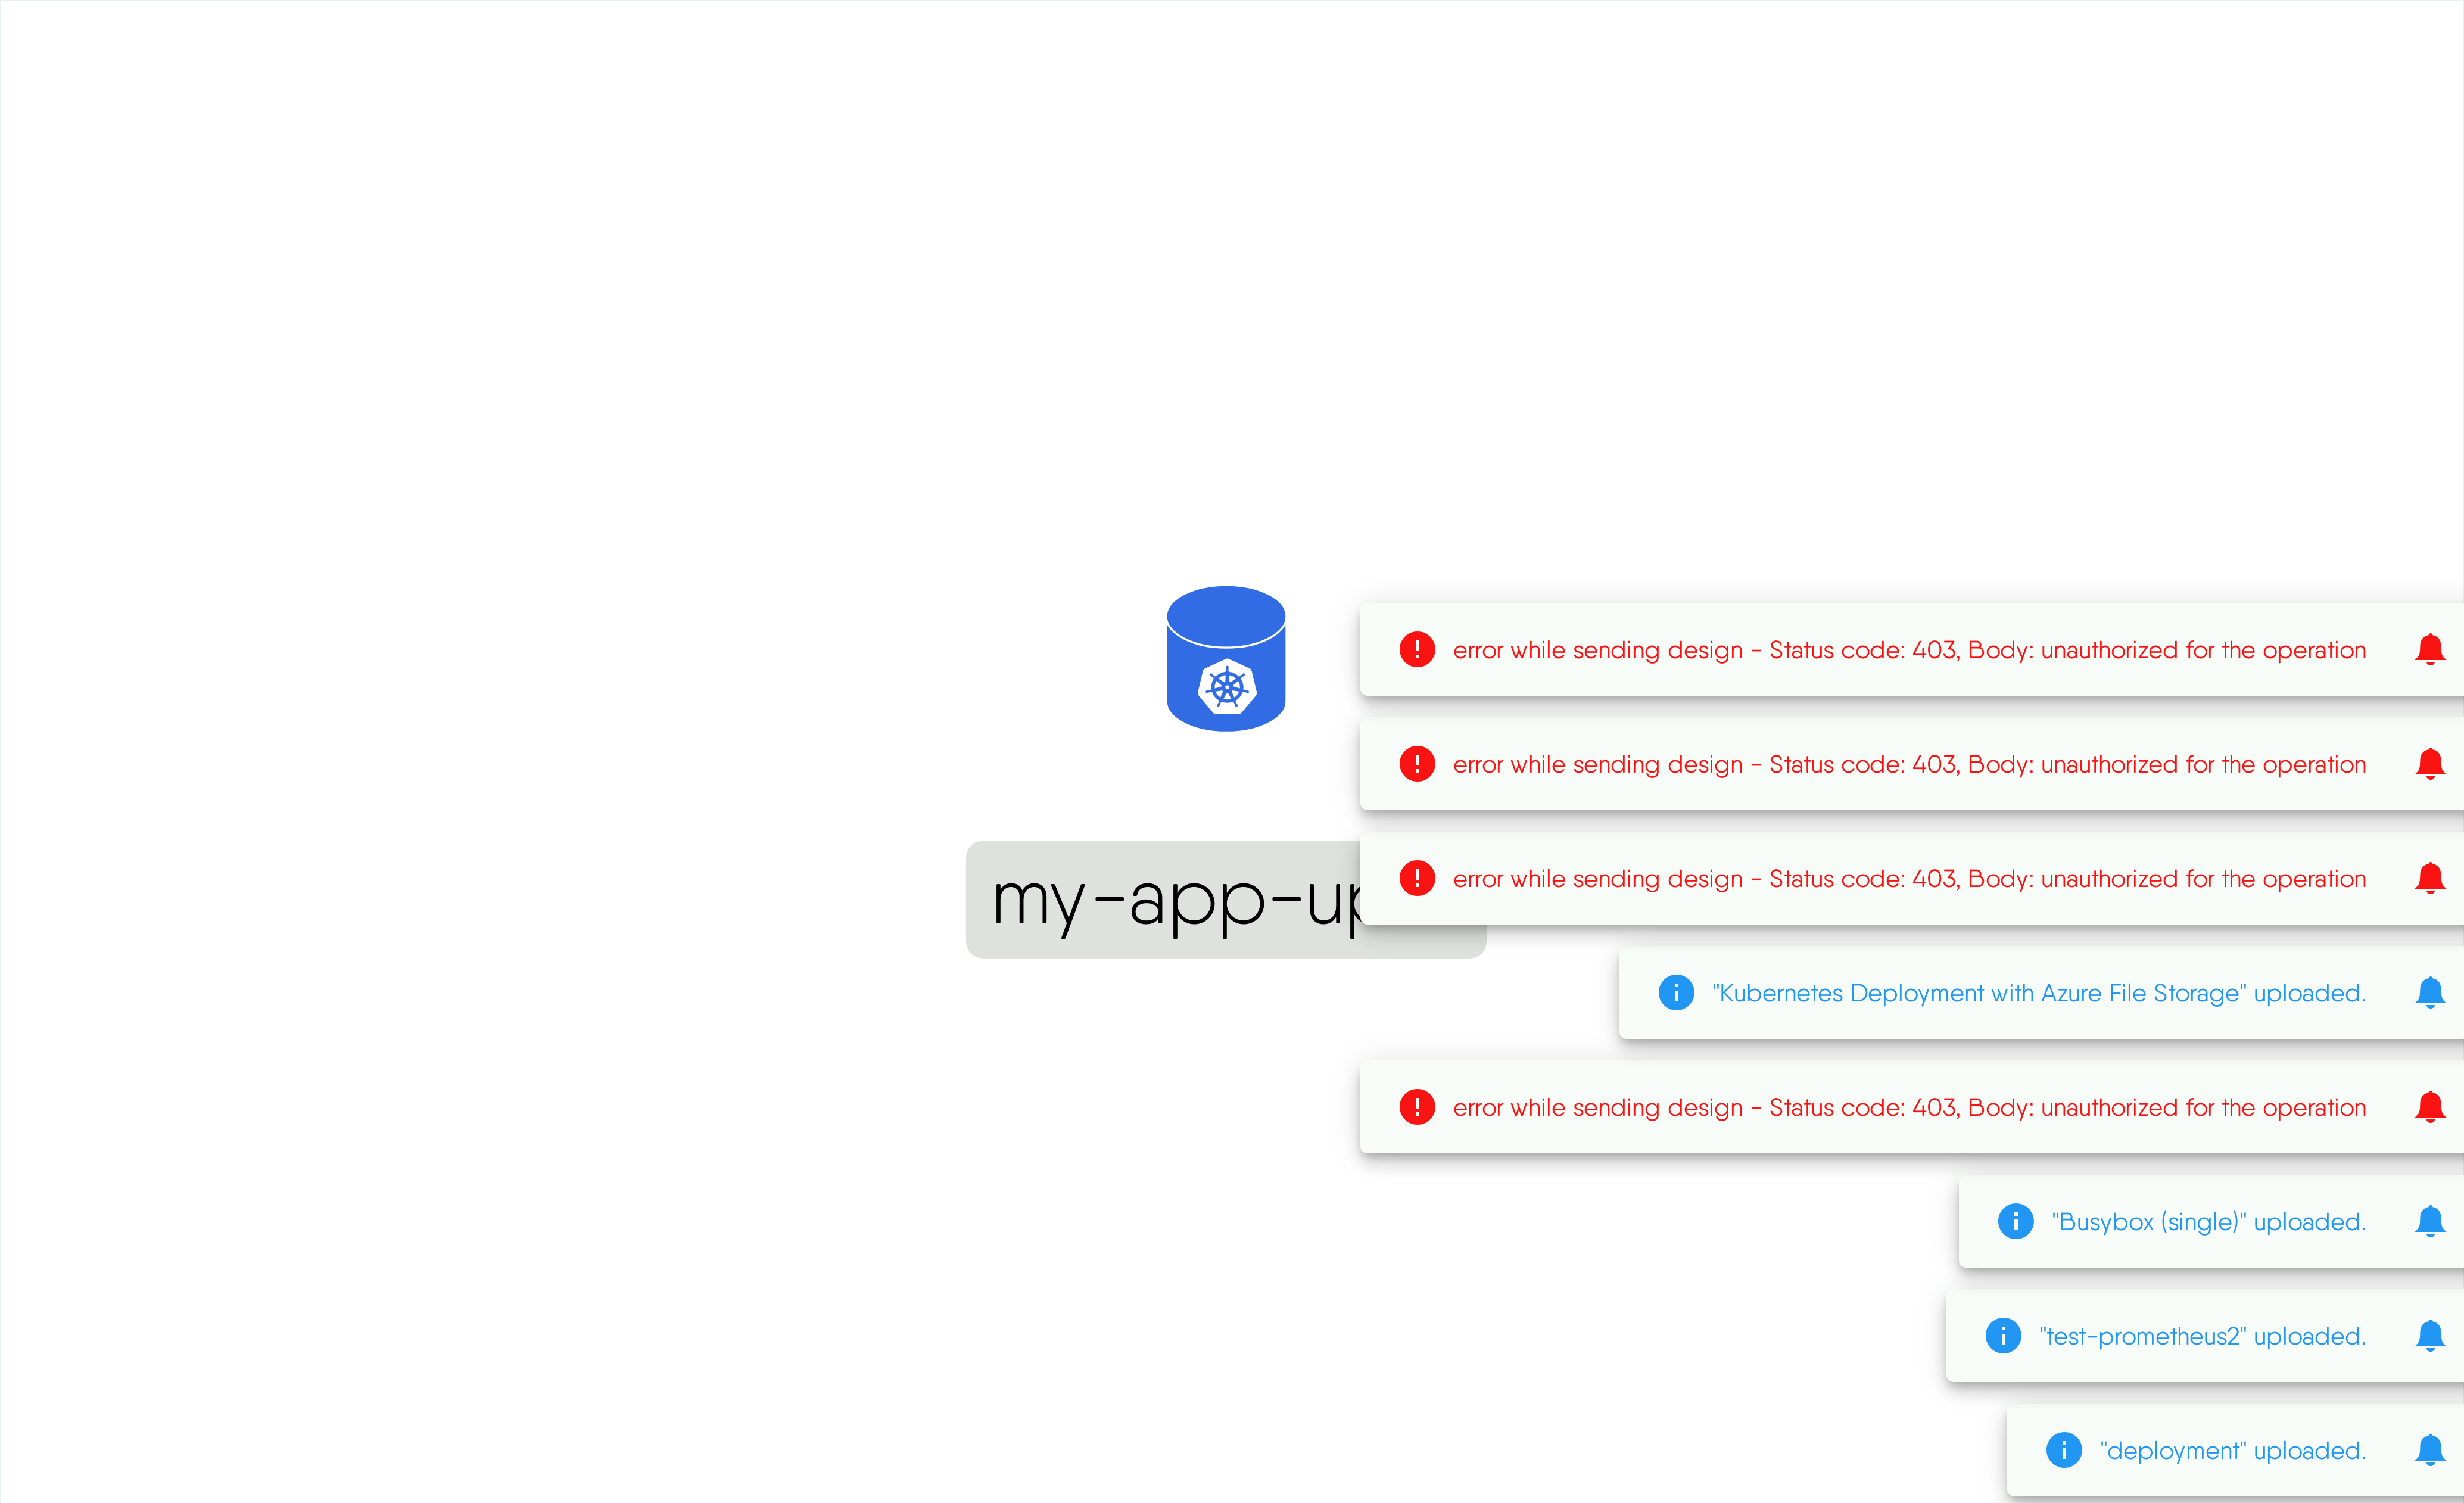 error while sending design - Status code: 403, Body: unauthorized for the operation
error while sending design - Status code: 403, Body: unauthorized for the operation
my-app-up
error while sending design - Status code: 403, Body: unauthorized for the operation
"Kubernetes Deployment with Azure File Storage" uploaded.
error while sending design - Status code: 403, Body: unauthorized for the operation
"Busybox (single)" uploaded.
"test-prometheus2" uploaded.
"deployment" uploaded.